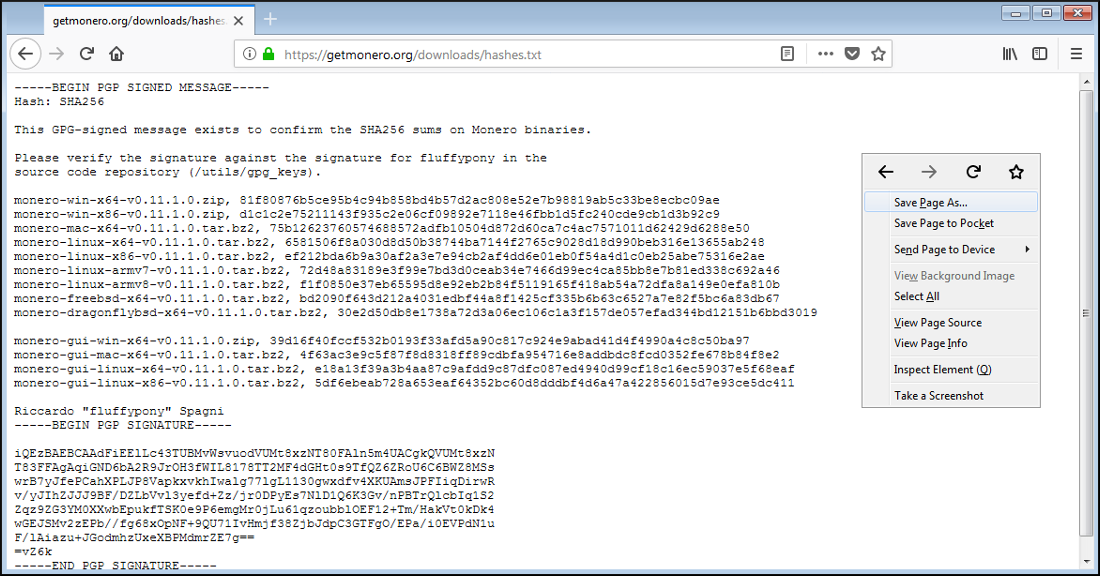 getmonero.org/downloads/hashes.
https://getmonero.org/downloads/hashes.txt
-----BEGIN PGP SIGNED MESSAGE-----
Hash: SHA256
This GPG-signed message exists to confirm the SHA256 sums on Monero binaries.
Please verify the signature against the signature for fluffypony in the
source code repository (/utils/gpg_keys).
monero-win-x64-v0.11.1.0.zip, 81f80876b5ce95b4c94b858bd4b57d2ac808e52e7b98819ab5c33be8ecbc09ae
monero-win-x86-v0.11.1.0.zip, d1c1c2e75211143f935c2e06cf09892e7118e46fbb1d5fc240cde9cb1d3b92c9
monero-mac-x64-v0.11.1.0.tar.bz2, 75b12623760574688572adfb10504d872d60ca7c4ac7571011d62429d6288e50
monero-linux-x64-v0.11.1.0.tar.bz2, 6581506f8a030d8d50b38744ba7144f2765c9028d18d990beb316e13655ab248
monero-linux-x86-v0.11.1.0.tar.bz2, ef212bda6b9a30af2a3e7e94cb2af4dd6e01eb0f54a4d1c0eb25abe75316e2ae
monero-linux-armv7-v0.11.1.0.tar.bz2, 72d48a83189e3f99e7bd3d0ceab34e7466d99ec4ca85bb8e7b81ed338c692a46
monero-linux-armv8-v0.11.1.0.tar.bz2, f1f0850e37eb65595d8e92eb2b84f5119165f418ab54a72dfa8a149e0efa810b
monero-freebsd-x64-v0.11.1.0.tar.bz2, bd2090f643d212a4031edbf44a8f1425cf335b6b63c6527a7e82f5bc6a83db67
monero-dragonflybsd-x64-v0.11.1.0.tar.bz2, 30e2d50db8e1738a72d3a06ec106c1a3f157de057efad344bd12151b6bbd3019
monero-gui-win-x64-v0.11.1.0.zip, 39d16f40fccf532b0193f33afd5a90c817c924e9abad41d4f4990a4c8c50ba97
monero-gui-mac-x64-v0.11.1.0.tar.bz2, 4f63ac3e9c5f87f8d8318ff89cdbfa954716e8addbdc8fcd0352fe678b84f8e2
monero-gui-linux-x64-v0.11.1.0.tar.bz2, e18a13f39a3b4aa87c9afdd9c87dfc087ed4940d99cf18c16ec59037e5f68eaf
monero-gui-linux-x86-v0.11.1.0.tar.bz2, 5df6ebeab728a653eaf64352bc60d8dddbf4d6a47a422856015d7e93ce5dc411
Riccardo "fluffypony" Spagni
-----BEGIN PGP SIGNATURE-----
iQEzBAEBCAAdFiEElLc43TUBMvWsvuodVUMt8xzNT80FAln5m4UACgkQVUMt8xzN
T83FFAgAqiGND6bA2R9JrOH3fWIL8178TT2MF4dGHt0s9TfQZ6ZRoU6C6BWZ8MSs
wrB7yJfePCahXPLJP8VapkxvkhIwalg77lgL1130gwxdfv4XKUAmsJPFIiqDirwR
v/yJIhZJJJ9BF/DZLbVvl3yefd+Zz/jr0DPyEs7NlD1Q6K3Gv/nPBTrQlcbIqlS2
Zqz9ZG3YM0XXwbEpukfTSK0e9P6emgMr0jLu61qzoubblOEF12+Tm/HakVt0kDk4
wGEJSMv2zEPb//fg68xOpNF+9QU71IvHmjf38ZjbJdpC3GTFgO/EPa/i0EVPdN1u
F/lAiazu+JGodmhzUxeXBPMdmrZE7g==
=vZ6k
-----END PGP SIGNATURE-----
Save Page As...
Save Page to Pocket
Send Page to Device
View Background Image
Select All
View Page Source
View Page Info
Inspect Element (Q)
Take a Screenshot